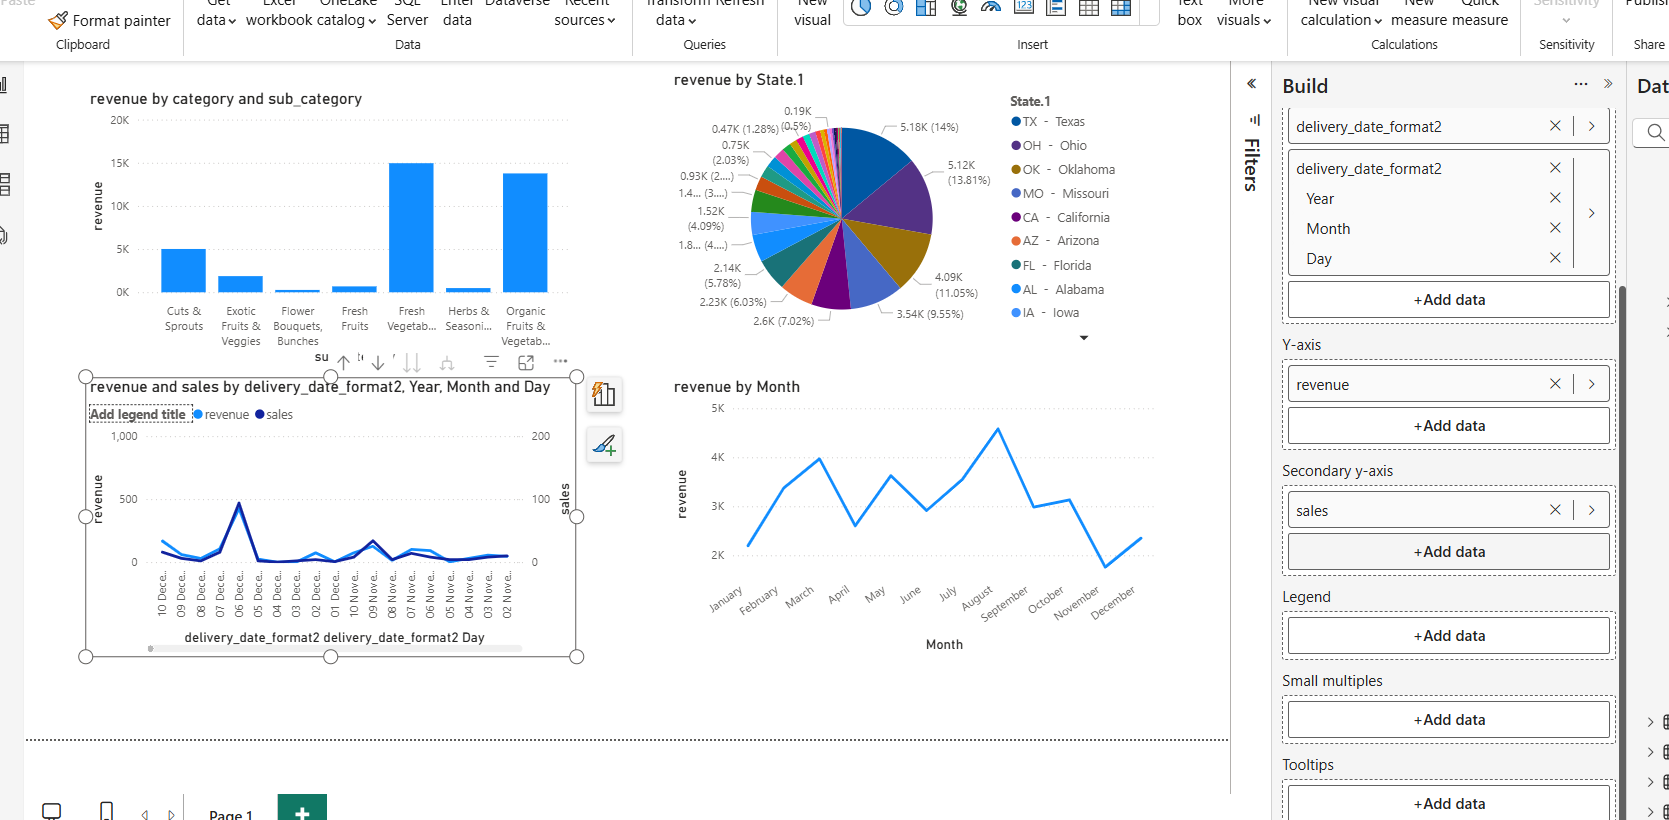 Paste
Format painter
Clipboard
Get data
Excel workbook
OneLake catalog
SQL Server
Enter data
Dataverse
Recent sources
Data
Transform data
Refresh
Queries
New visual
Text box
More visuals
Insert
New visual calculation
New measure
Quick measure
Calculations
Sensitivity
Sensitivity
Share
revenue by category and sub_category
20K
15K
10K
5K
0K
revenue
Cuts & Sprouts
Exotic Fruits & Veggies
Flower Bouquets, Bunches
Fresh Fruits
Fresh Vegetab...
Herbs & Seasoni...
Organic Fruits & Vegetab...
revenue by State.1
0.19K (0.5%)
0.47K (1.28%)
0.75K (2.03%)
0.93K (2....)
1.4... (3....)
1.52K (4.09%)
1.8... (4....)
2.14K (5.78%)
2.23K (6.03%)
2.6K (7.02%)
3.54K (9.55%)
4.09K (11.05%)
5.12K (13.81%)
5.18K (14%)
State.1
TX - Texas
OH - Ohio
OK - Oklahoma
MO - Missouri
CA - California
AZ - Arizona
FL - Florida
AL - Alabama
IA - Iowa
revenue and sales by delivery_date_format2, Year, Month and Day
Add legend title revenue sales
1,000
500
0
revenue
200
100
0
sales
10 Dece...
09 Dece...
08 Dece...
07 Dece...
06 Dece...
05 Dece...
04 Dece...
03 Dece...
02 Dece...
01 Dece...
10 Nove...
09 Nove...
08 Nove...
07 Nove...
06 Nove...
05 Nove...
04 Nove...
03 Nove...
02 Nove...
delivery_date_format2 delivery_date_format2 Day
revenue by Month
5K
4K
3K
2K
revenue
January
February
March
April
May
June
July
August
September
October
November
December
Month
Page 1
Filters
Build
delivery_date_format2
delivery_date_format2
Year
Month
Day
+Add data
Y-axis
revenue
+Add data
Secondary y-axis
sales
+Add data
Legend
+Add data
Small multiples
+Add data
Tooltips
+Add data
Dat